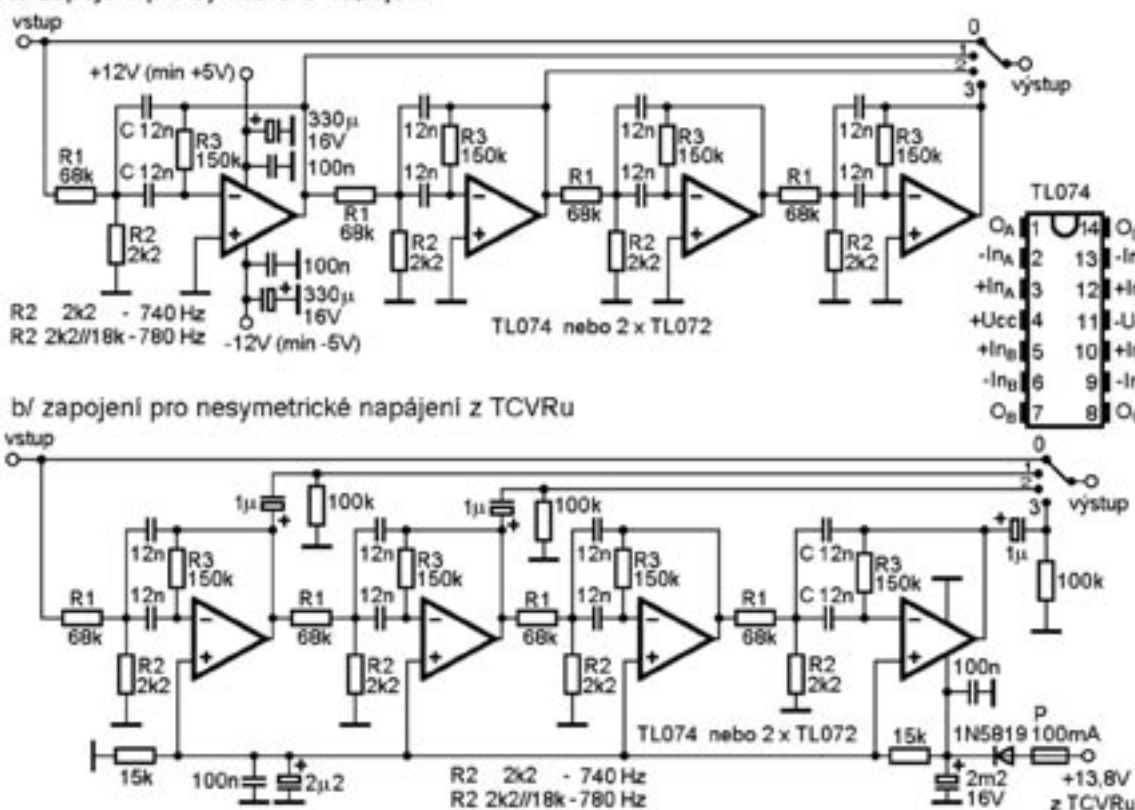 vstup
0
1
2
3
výstup
+12V (min +5V)
C 12n
C 12n
R3
150k
330µ
16V
100n
R1
68k
R2
2k2
100n
330µ
16V
-12V (min -5V)
12n
12n
R3
150k
R1
68k
R2
2k2
12n
12n
R3
150k
R1
68k
R2
2k2
12n
12n
R3
150k
R1
68k
R2
2k2
R2 2k2 - 740 Hz
R2 2k2//18k - 780 Hz
TL074 nebo 2 x TL072
TL074
OA 1 14
-InA 2 13
+InA 3 12
+Ucc 4 11
+InB 5 10
-InB 6 9
OB 7 8
b/ zapojení pro nesymetrické napájení z TCVRu
vstup
0
1
2
3
výstup
1µ
100k
1µ
100k
1µ
100k
12n
12n
R3
150k
R1
68k
R2
2k2
12n
12n
R3
150k
R1
68k
R2
2k2
12n
12n
R3
150k
R1
68k
R2
2k2
C 12n
C 12n
R3
150k
R1
68k
R2
2k2
100n
TL074 nebo 2 x TL072
15k
1N5819
P
100mA
+13,8V
z TCVRu
2m2
16V
15k
100n
2µ2
R2 2k2 - 740 Hz
R2 2k2//18k - 780 Hz